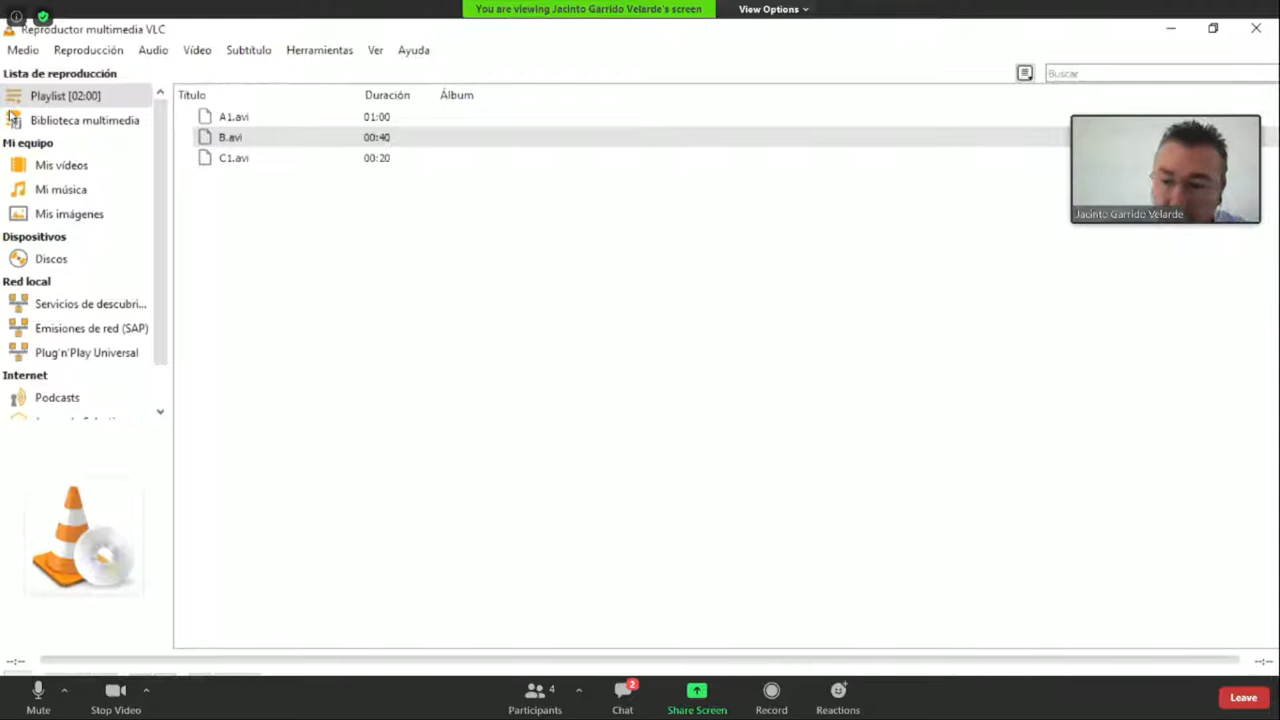 You are viewing Jacinto Garrido Velarde's screen
View Options
Reproductor multimedia VLC
Medio Reproducción Audio Vídeo Subtítulo Herramientas Ver Ayuda
Lista de reproducción
Buscar
Playlist [02:00]
Biblioteca multimedia
Mi equipo
Mis vídeos
Mi música
Mis imágenes
Dispositivos
Discos
Red local
Servicios de descubri...
Emisiones de red (SAP)
Plug'n'Play Universal
Internet
Podcasts
Título Duración Álbum
A1.avi 01:00
B.avi 00:40
C1.avi 00:20
Jacinto Garrido Velarde
--:-- --:--
Mute
Stop Video
4
Participants
2
Chat
Share Screen
Record
Reactions
Leave